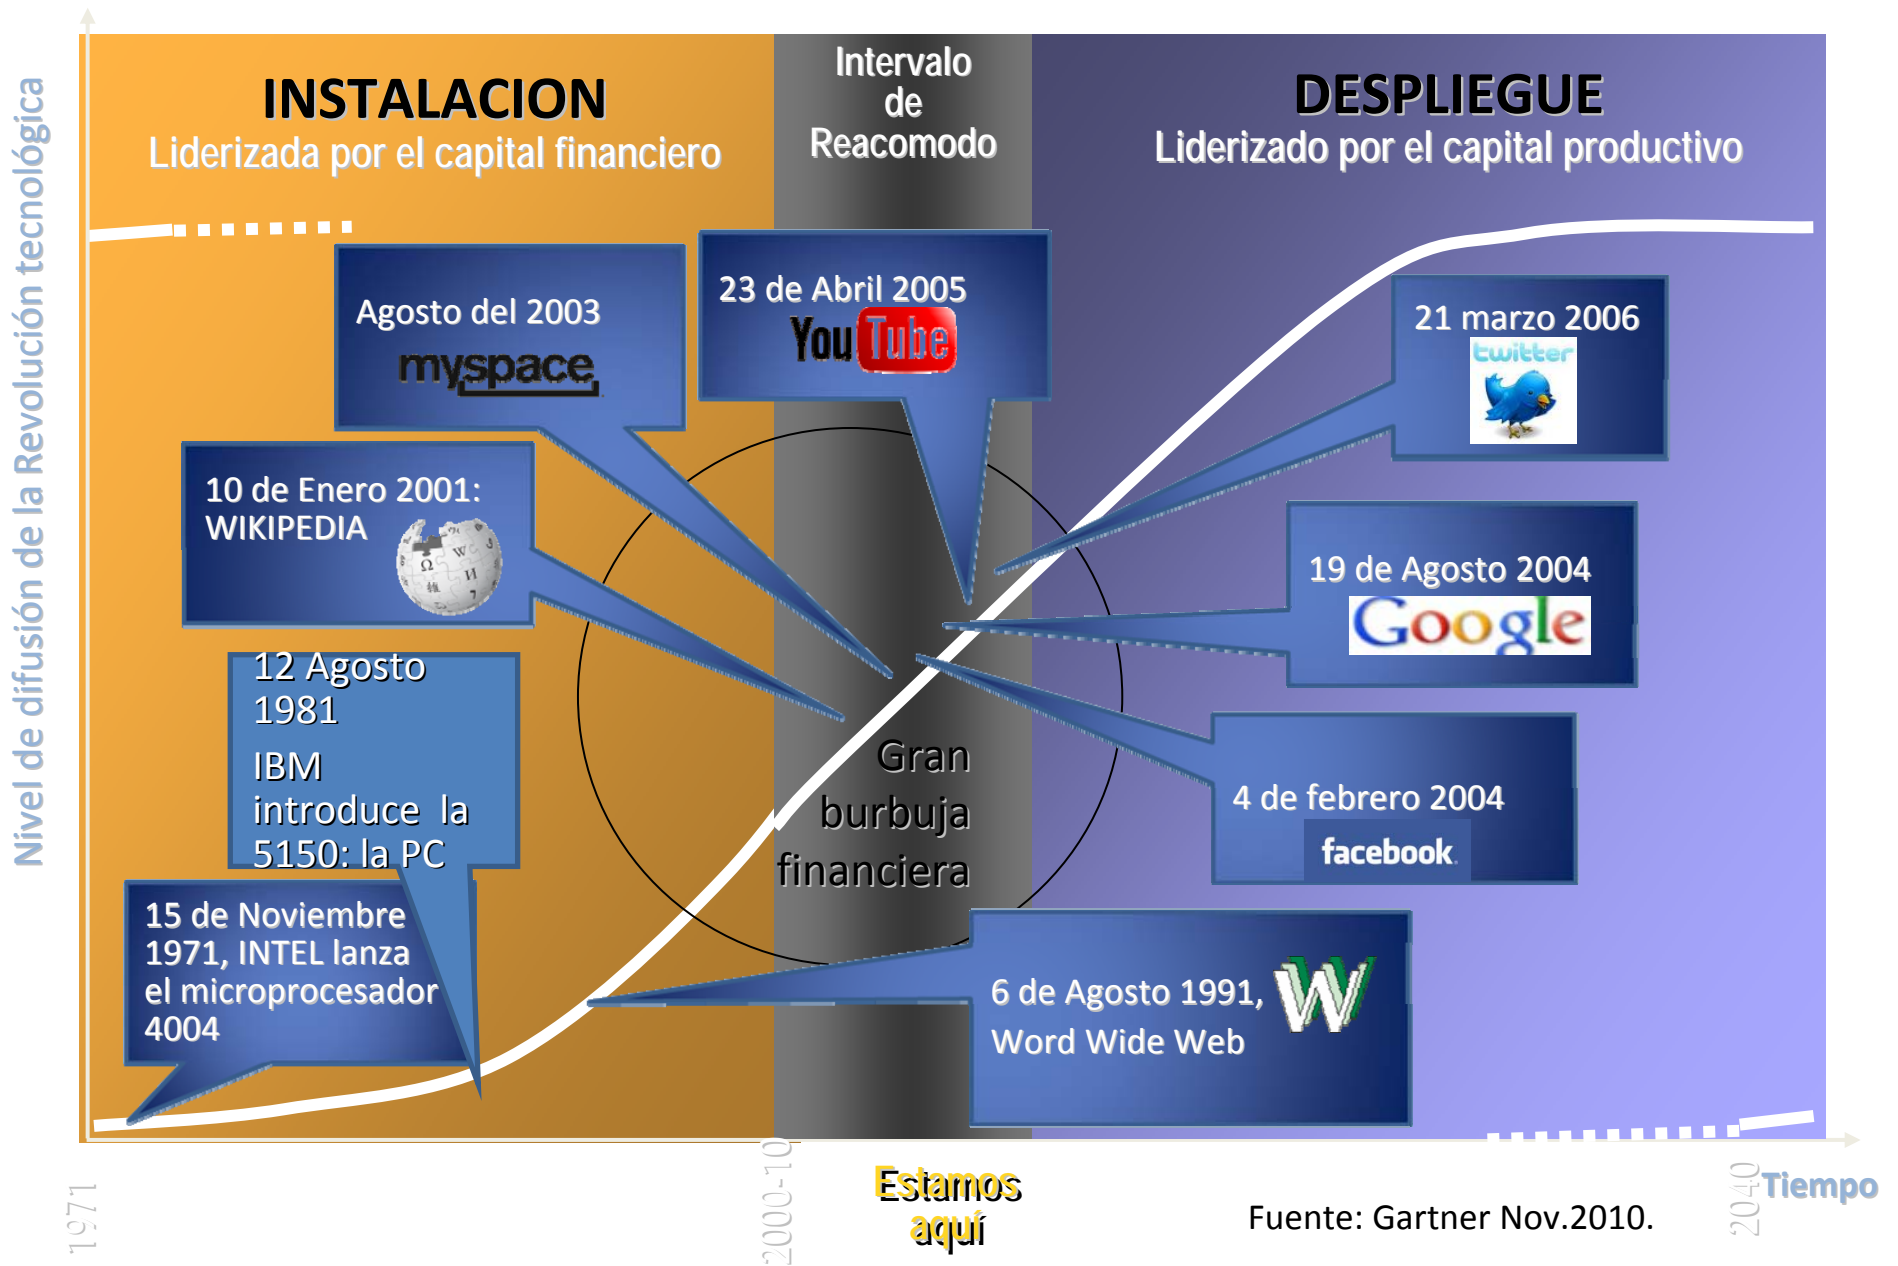 Nivel de difusión de la Revolución tecnológica
INSTALACION
Liderizada por el capital financiero
Intervalo
de
Reacomodo
DESPLIEGUE
Liderizado por el capital productivo
Agosto del 2003
myspace
23 de Abril 2005
YouTube
21 marzo 2006
twitter
10 de Enero 2001:
WIKIPEDIA
19 de Agosto 2004
Google
12 Agosto
1981
IBM
introduce la
5150: la PC
Gran
burbuja
financiera
4 de febrero 2004
facebook.
15 de Noviembre
1971, INTEL lanza
el microprocesador
4004
6 de Agosto 1991,
Word Wide Web
W
1971
2000-10
Estamos
aquí
Fuente: Gartner Nov.2010.
2040
Tiempo